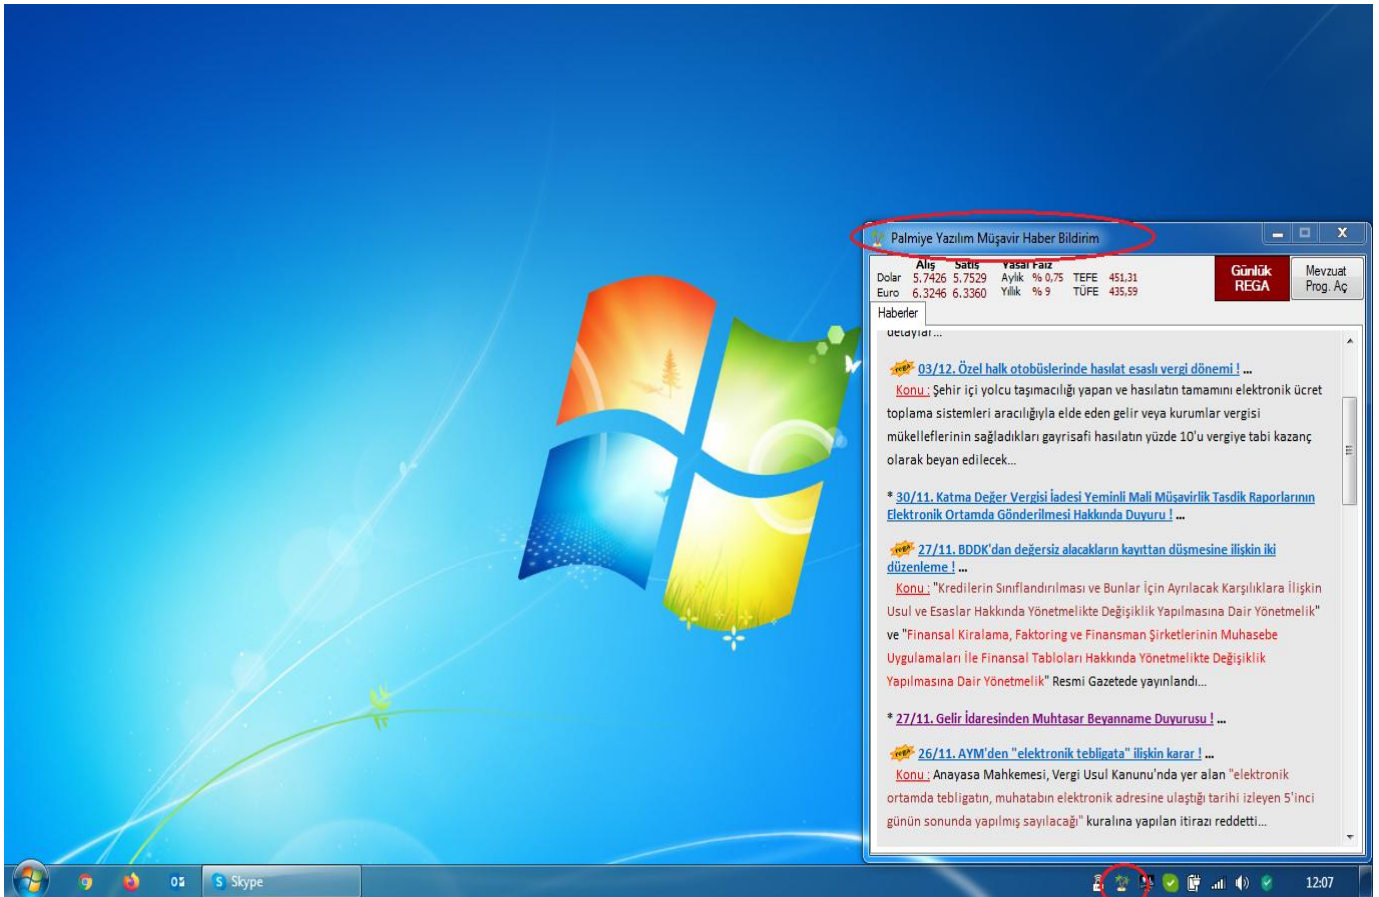 Palmiye Yazılım Müşavir Haber Bildirim
Alış Satış Yasal Faiz
Dolar 5.7426 5.7529 Aylık % 0,75 TEFE 451,31
Euro 6.3246 6.3360 Yıllık % 9 TÜFE 435,59
Günlük
REGA
Mevzuat
Prog. Aç
Haberler
detaylar...
rega 03/12. Özel halk otobüslerinde hasılat esaslı vergi dönemi ! ...
Konu : Şehir içi yolcu taşımacılığı yapan ve hasılatın tamamını elektronik ücret
toplama sistemleri aracılığıyla elde eden gelir veya kurumlar vergisi
mükelleflerinin sağladıkları gayrisafi hasılatın yüzde 10'u vergiye tabi kazanç
olarak beyan edilecek...
* 30/11. Katma Değer Vergisi İadesi Yeminli Mali Müşavirlik Tasdik Raporlarının
Elektronik Ortamda Gönderilmesi Hakkında Duyuru ! ...
rega 27/11. BDDK'dan değersiz alacakların kayıttan düşmesine ilişkin iki
düzenleme ! ...
Konu : "Kredilerin Sınıflandırılması ve Bunlar İçin Ayrılacak Karşılıklara İlişkin
Usul ve Esaslar Hakkında Yönetmelikte Değişiklik Yapılmasına Dair Yönetmelik"
ve "Finansal Kiralama, Faktoring ve Finansman Şirketlerinin Muhasebe
Uygulamaları İle Finansal Tabloları Hakkında Yönetmelikte Değişiklik
Yapılmasına Dair Yönetmelik" Resmi Gazetede yayınlandı...
* 27/11. Gelir İdaresinden Muhtasar Beyanname Duyurusu ! ...
rega 26/11. AYM'den "elektronik tebligata" ilişkin karar ! ...
Konu : Anayasa Mahkemesi, Vergi Usul Kanunu'nda yer alan "elektronik
ortamda tebligatın, muhatabın elektronik adresine ulaştığı tarihi izleyen 5'inci
günün sonunda yapılmış sayılacağı" kuralına yapılan itirazı reddetti...
Skype
12:07